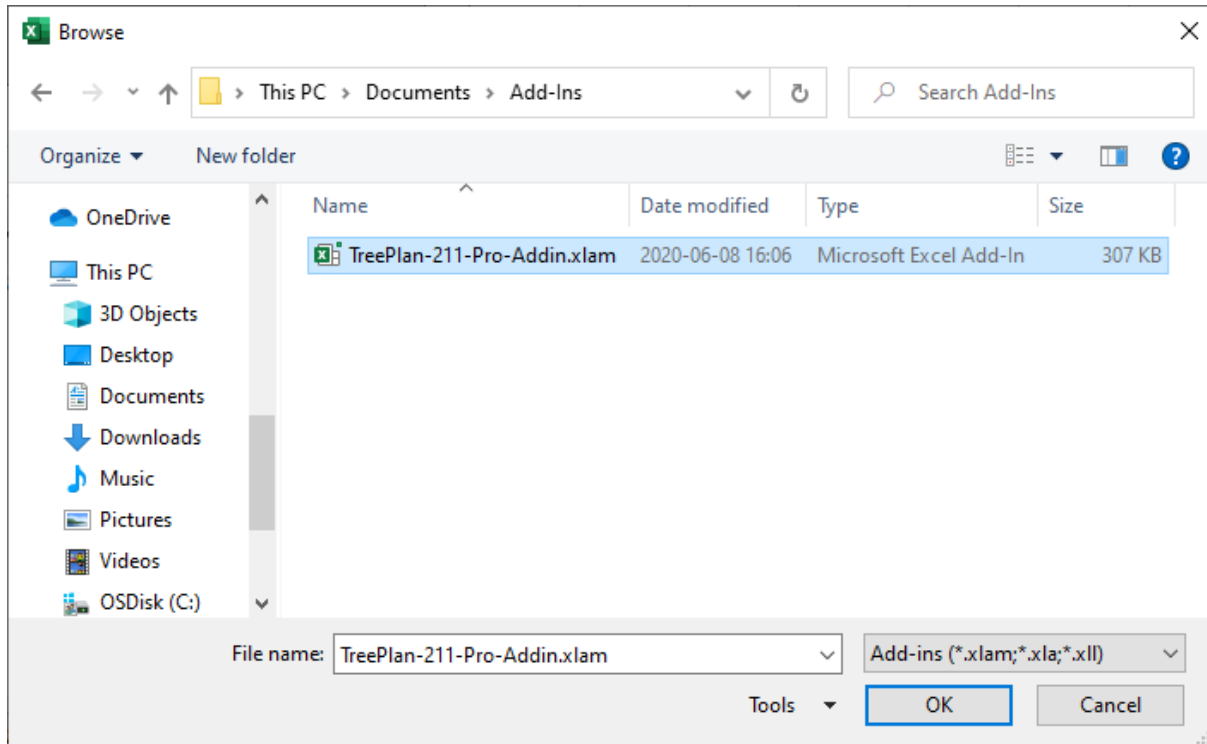 Browse
This PC > Documents > Add-Ins
Search Add-Ins
Organize
New folder
?
Name
Date modified
Type
Size
TreePlan-211-Pro-Addin.xlam
2020-06-08 16:06
Microsoft Excel Add-In
307 KB
OneDrive
This PC
3D Objects
Desktop
Documents
Downloads
Music
Pictures
Videos
OSDisk (C:)
File name:
TreePlan-211-Pro-Addin.xlam
Add-ins (*.xlam;*.xla;*.xll)
Tools
OK
Cancel